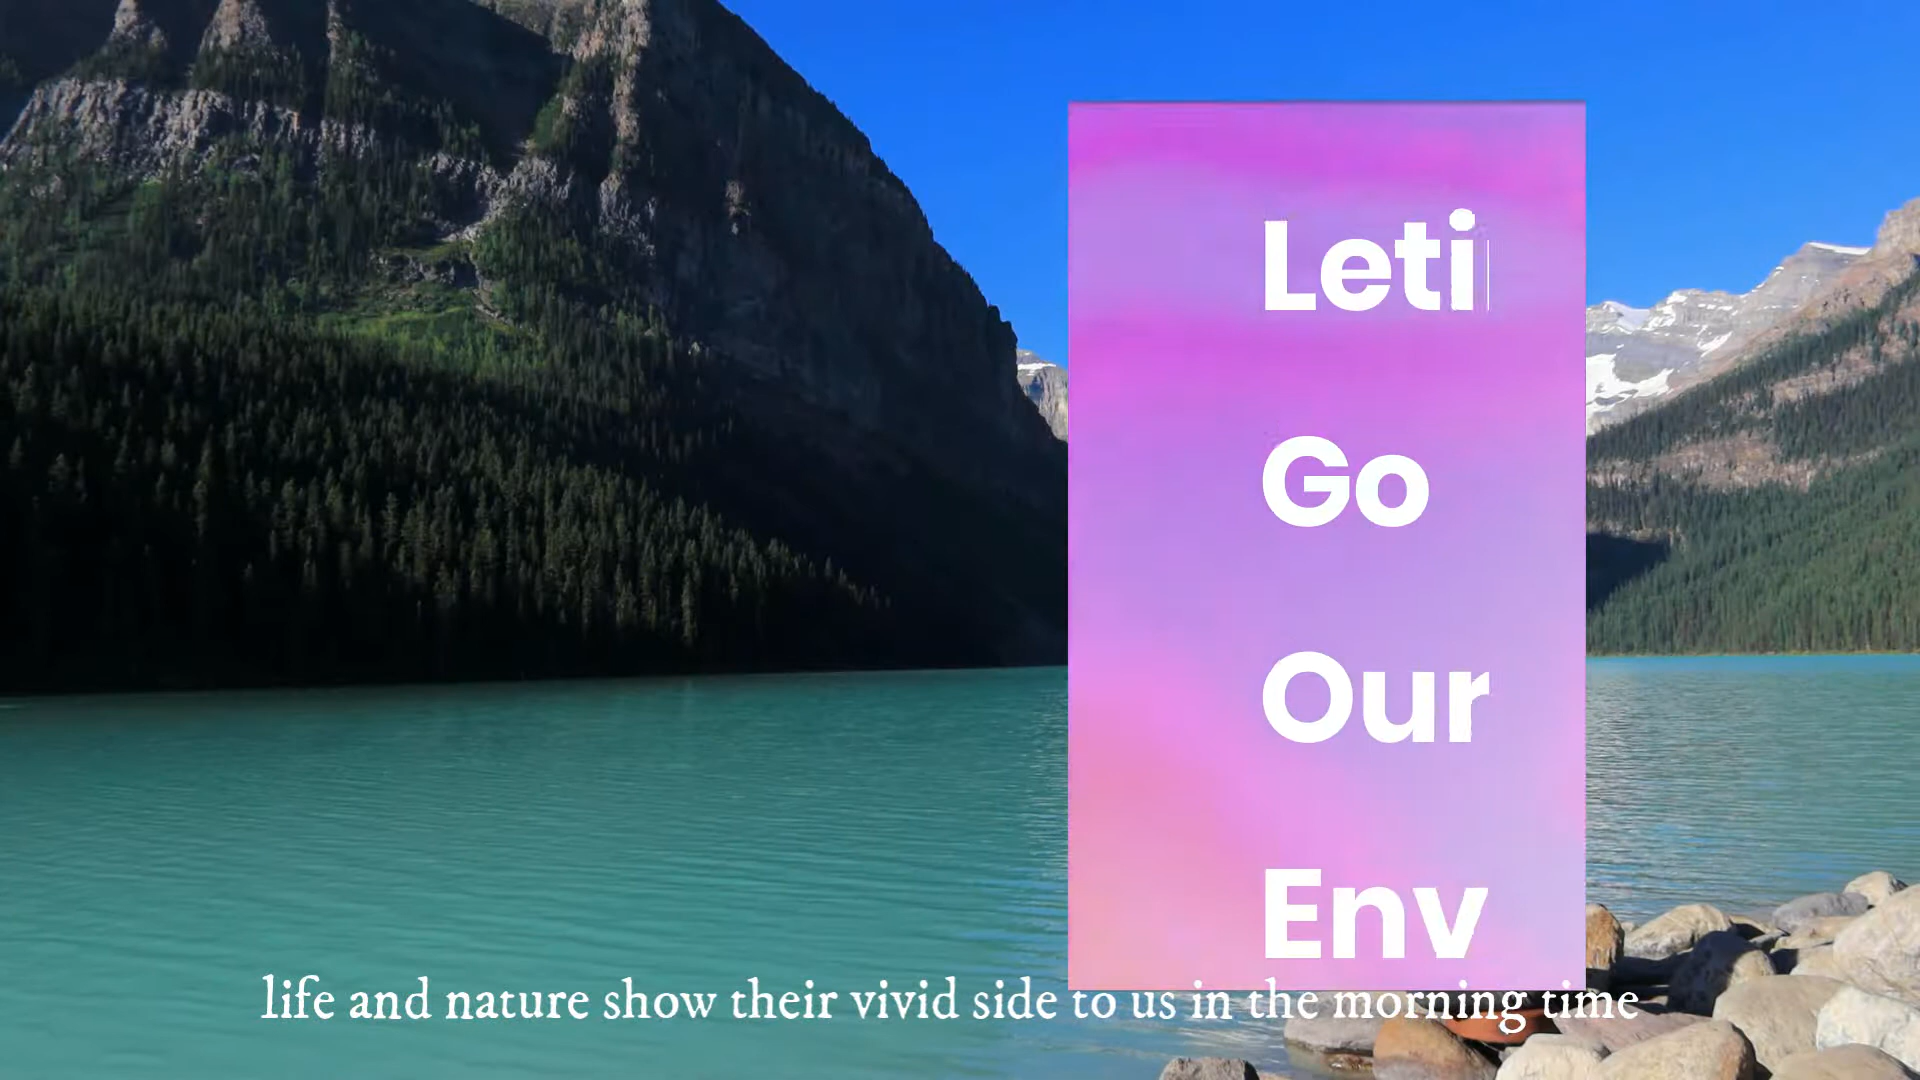 Leti
Go
Our
Env
life and nature show their vivid side to us in the morning time